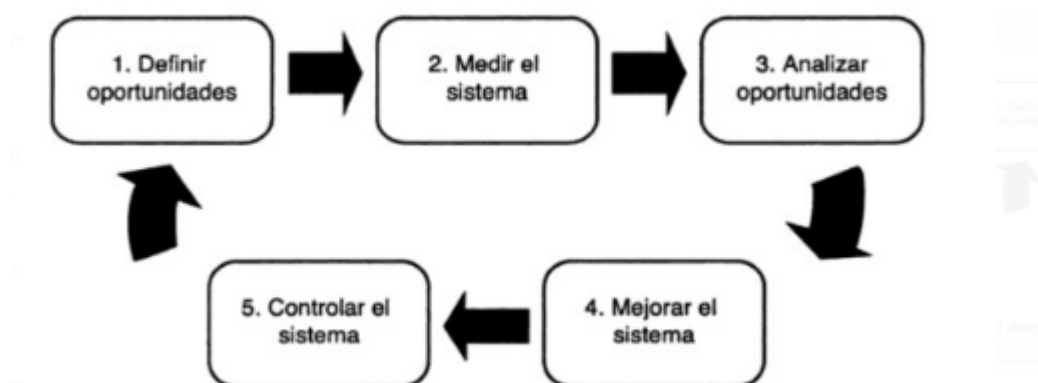 1. Definir
oportunidades
2. Medir el
sistema
3. Analizar
oportunidades
5. Controlar el
sistema
4. Mejorar el
sistema